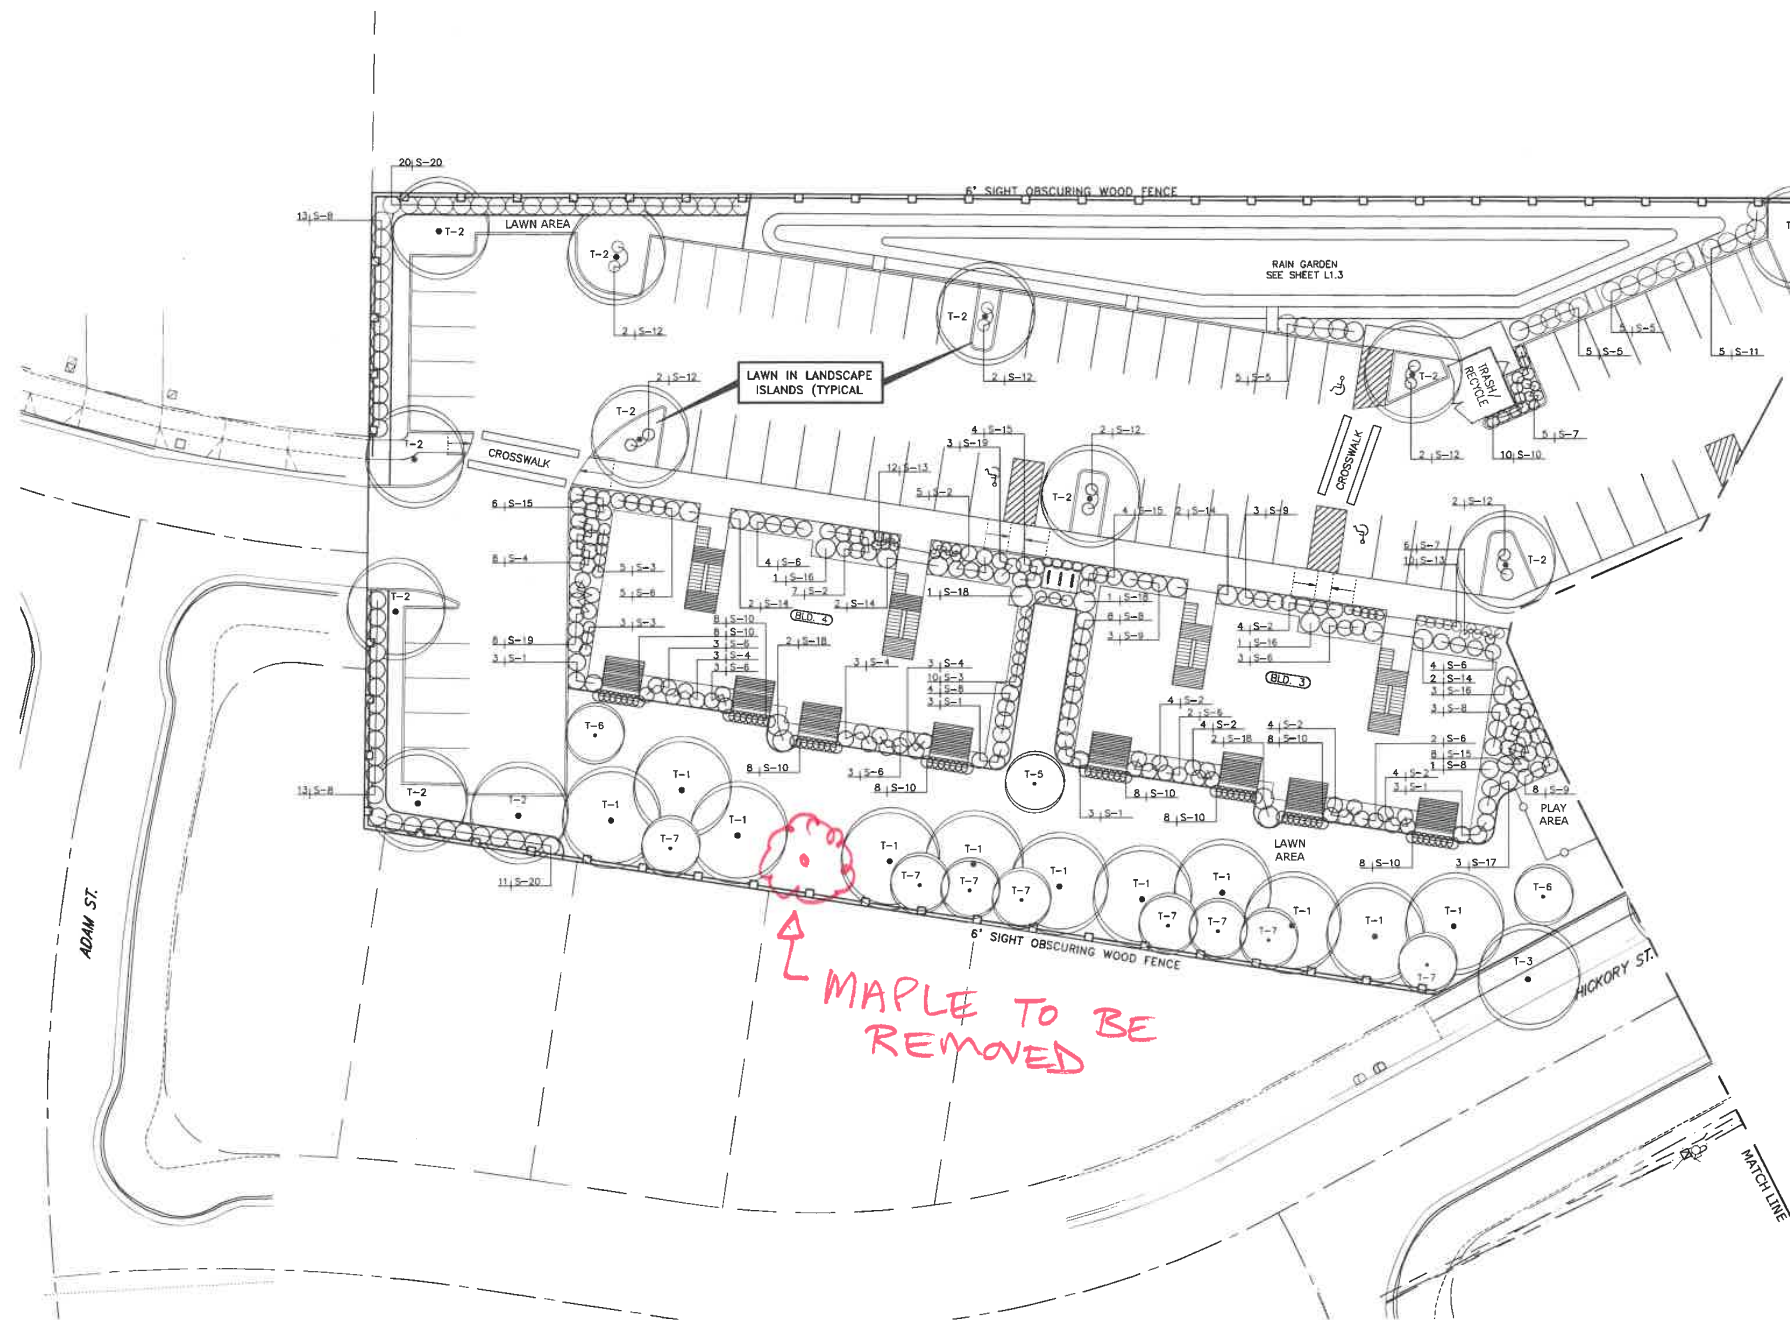 20 S-20
6' SIGHT OBSCURING WOOD FENCE
13 S-8
LAWN AREA
T-2
T-2
RAIN GARDEN
SEE SHEET L1.3
T-2
2 S-12
2 S-12
LAWN IN LANDSCAPE
ISLANDS (TYPICAL
2 S-12
5 S-5
5 S-5
5 S-5
5 S-11
T-2
TRASH/
RECYCLE
T-2
T-2
CROSSWALK
4 S-15
3 S-19
2 S-12
CROSSWALK
2 S-12
5 S-7
10 S-10
12 S-13
5 S-2
T-2
6 S-15
4 S-15
2 S-14
3 S-9
2 S-12
8 S-4
4 S-6
1 S-16
7 S-2
6 S-7
10 S-13
T-2
5 S-3
5 S-6
2 S-14
2 S-14
BLD. 4
1 S-18
1 S-18
8 S-8
3 S-9
T-2
3 S-3
8 S-10
8 S-10
3 S-6
3 S-4
3 S-6
2 S-18
4 S-2
1 S-16
3 S-6
8 S-19
3 S-1
3 S-4
3 S-4
10 S-3
4 S-8
3 S-1
BLD. 3
4 S-6
2 S-14
3 S-16
3 S-8
T-6
4 S-2
2 S-6
4 S-2
2 S-18
4 S-2
8 S-10
2 S-6
8 S-15
1 S-8
4 S-2
3 S-1
8 S-10
3 S-6
8 S-10
T-5
8 S-10
3 S-1
8 S-10
8 S-9
PLAY
AREA
13 S-8
T-2
T-2
T-1
T-1
T-1
T-7
T-1
T-1
T-1
T-1
T-1
T-1
T-1
T-1
T-7
T-7
T-7
T-7
T-7
T-7
T-7
LAWN
AREA
8 S-10
3 S-17
T-6
11 S-20
6' SIGHT OBSCURING WOOD FENCE
T-3
HICKORY ST.
ADAM ST.
MAPLE TO BE
REMOVED
MATCH LINE